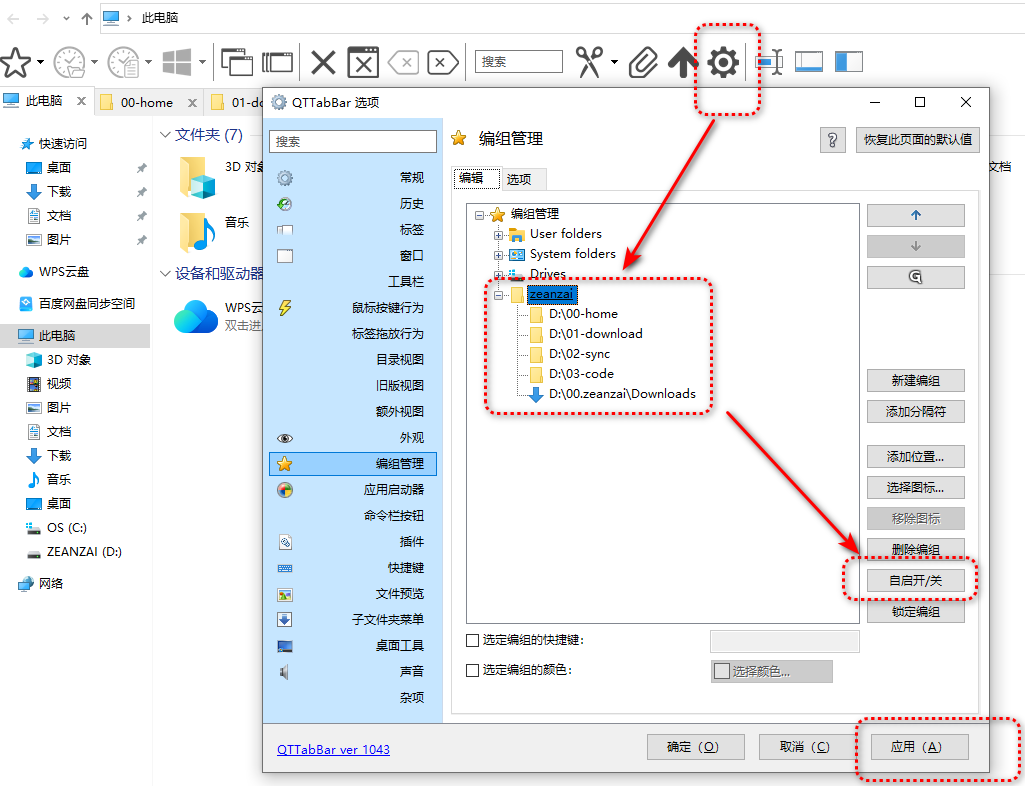 此电脑
搜索
此电脑
00-home
01-do
QTTabBar 选项
快速访问
桌面
下载
文档
图片
WPS云盘
百度网盘同步空间
此电脑
3D 对象
视频
图片
文档
下载
音乐
桌面
OS (C:)
ZEANZAI (D:)
网络
文件夹 (7)
3D 对象
音乐
设备和驱动器
WPS云
双击进
文档
搜索
常规
历史
标签
窗口
工具栏
鼠标按键行为
标签拖放行为
目录视图
旧版视图
额外视图
外观
编组管理
应用启动器
命令栏按钮
插件
快捷键
文件预览
子文件夹菜单
桌面工具
声音
杂项
编组管理
?
恢复此页面的默认值
编辑
选项
编组管理
User folders
System folders
Drives
zeanzai
D:\00-home
D:\01-download
D:\02-sync
D:\03-code
D:\00.zeanzai\Downloads
G
新建编组
添加分隔符
添加位置...
选择图标...
移除图标
删除编组
自启开/关
锁定编组
选定编组的快捷键:
选定编组的颜色:
选择颜色...
QTTabBar ver 1043
确定 (O)
取消 (C)
应用 (A)